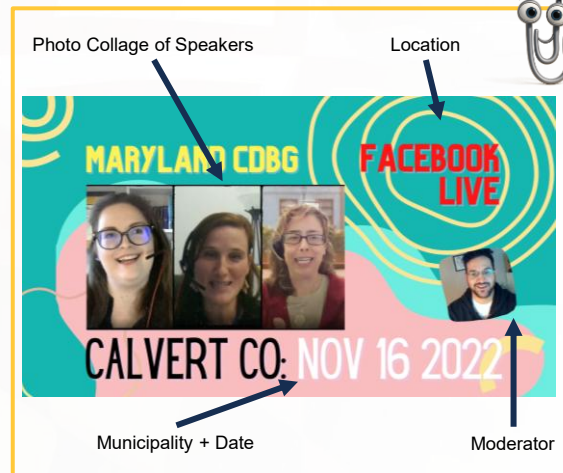 Photo Collage of Speakers
Location
MARYLAND CDBG
FACEBOOK
LIVE
CALVERT CO: NOV 16 2022
Municipality + Date
Moderator